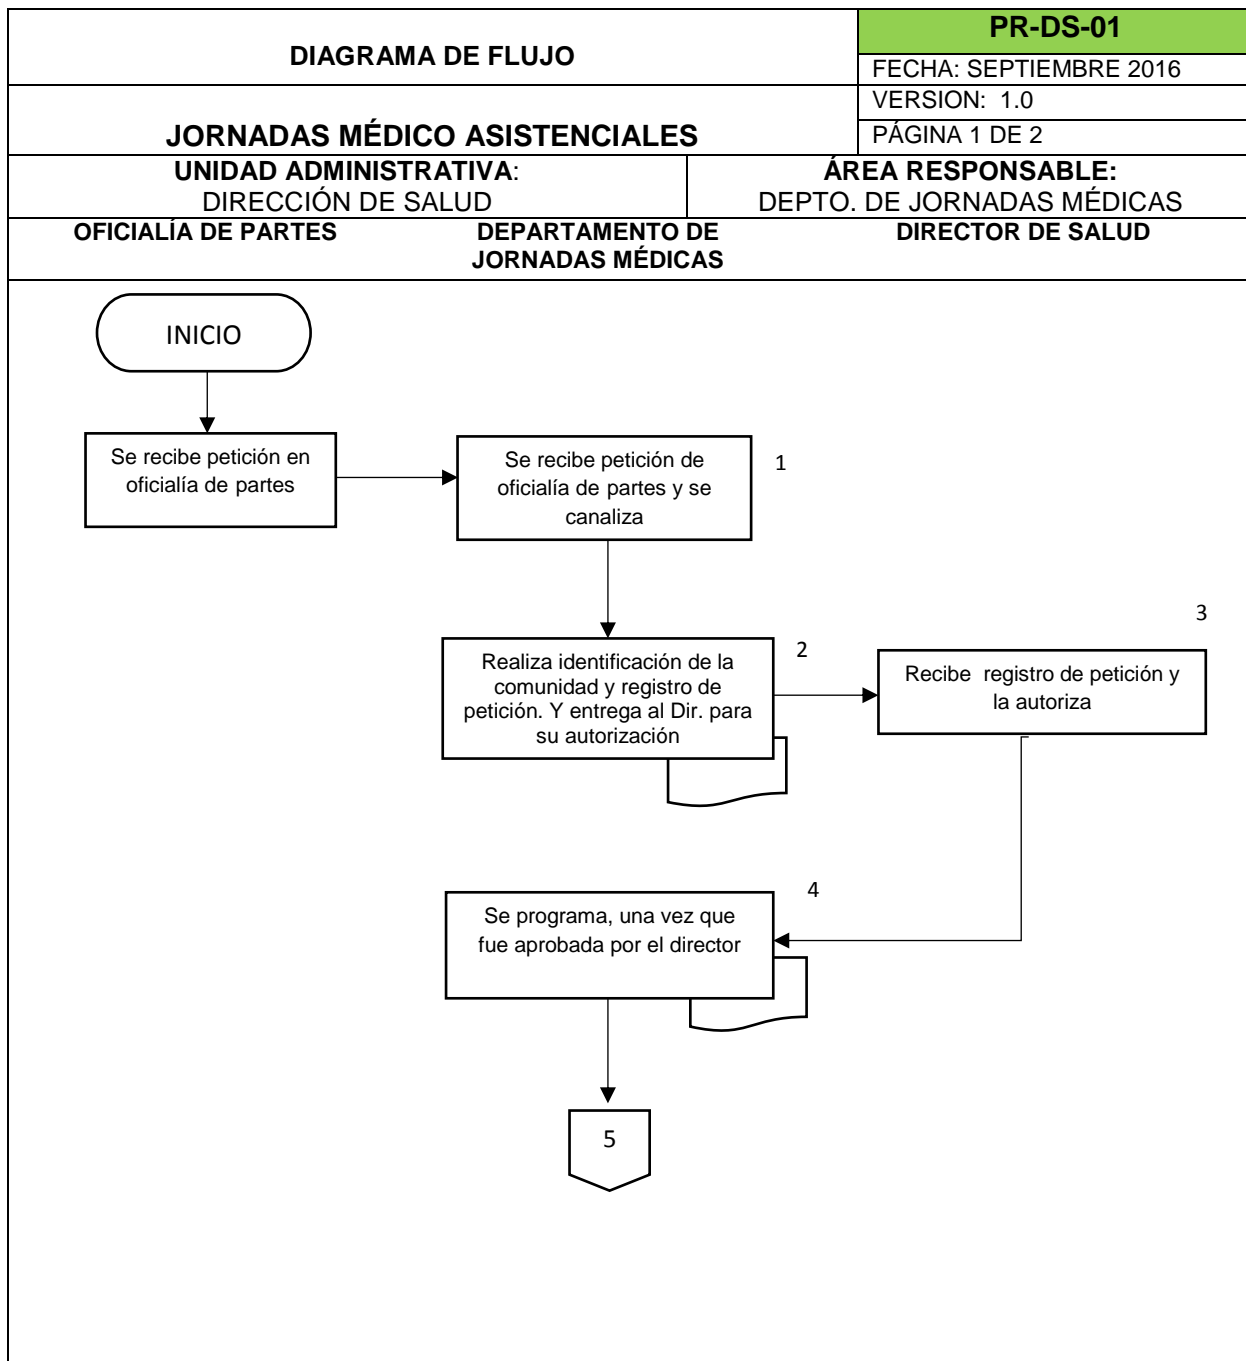 DIAGRAMA DE FLUJO
PR-DS-01
FECHA: SEPTIEMBRE 2016
JORNADAS MÉDICO ASISTENCIALES
VERSION: 1.0
PÁGINA 1 DE 2
UNIDAD ADMINISTRATIVA:
DIRECCIÓN DE SALUD
ÁREA RESPONSABLE:
DEPTO. DE JORNADAS MÉDICAS
OFICIALÍA DE PARTES
DEPARTAMENTO DE
JORNADAS MÉDICAS
DIRECTOR DE SALUD
INICIO
Se recibe petición en
oficialía de partes
Se recibe petición de
oficialía de partes y se
canaliza
1
Realiza identificación de la
comunidad y registro de
petición. Y entrega al Dir. para
su autorización
2
3
Recibe registro de petición y
la autoriza
4
Se programa, una vez que
fue aprobada por el director
5